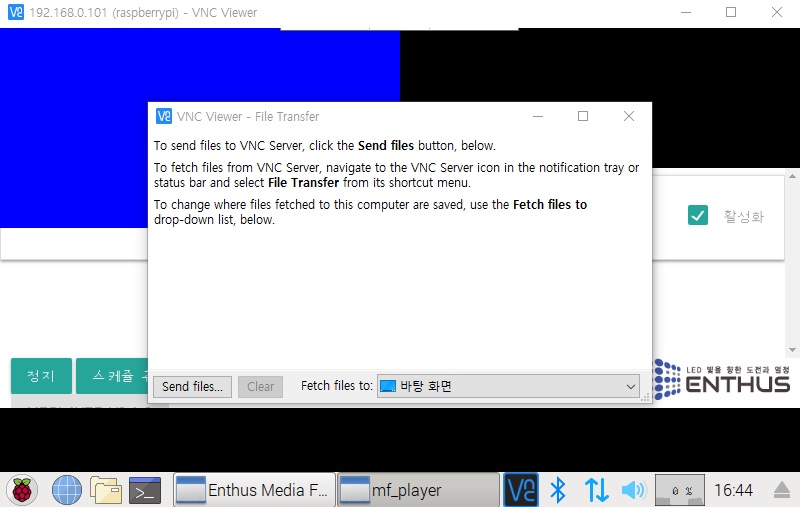 192.168.0.101 (raspberrypi) - VNC Viewer
VNC Viewer - File Transfer
To send files to VNC Server, click the Send files button, below.
To fetch files from VNC Server, navigate to the VNC Server icon in the notification tray or
status bar and select File Transfer from its shortcut menu.
To change where files fetched to this computer are saved, use the Fetch files to
drop-down list, below.
활성화
정지
스케쥴
Send files...
Clear
Fetch files to:
바탕 화면
LED 빛을 향한 도전과 열정
ENTHUS
Enthus Media F...
mf_player
0 %
16:44